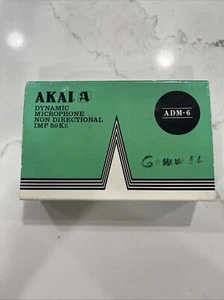 AKAI
DYNAMIC
MICROPHONE
NON DIRECTIONAL
IMP 50KΩ
ADM-6